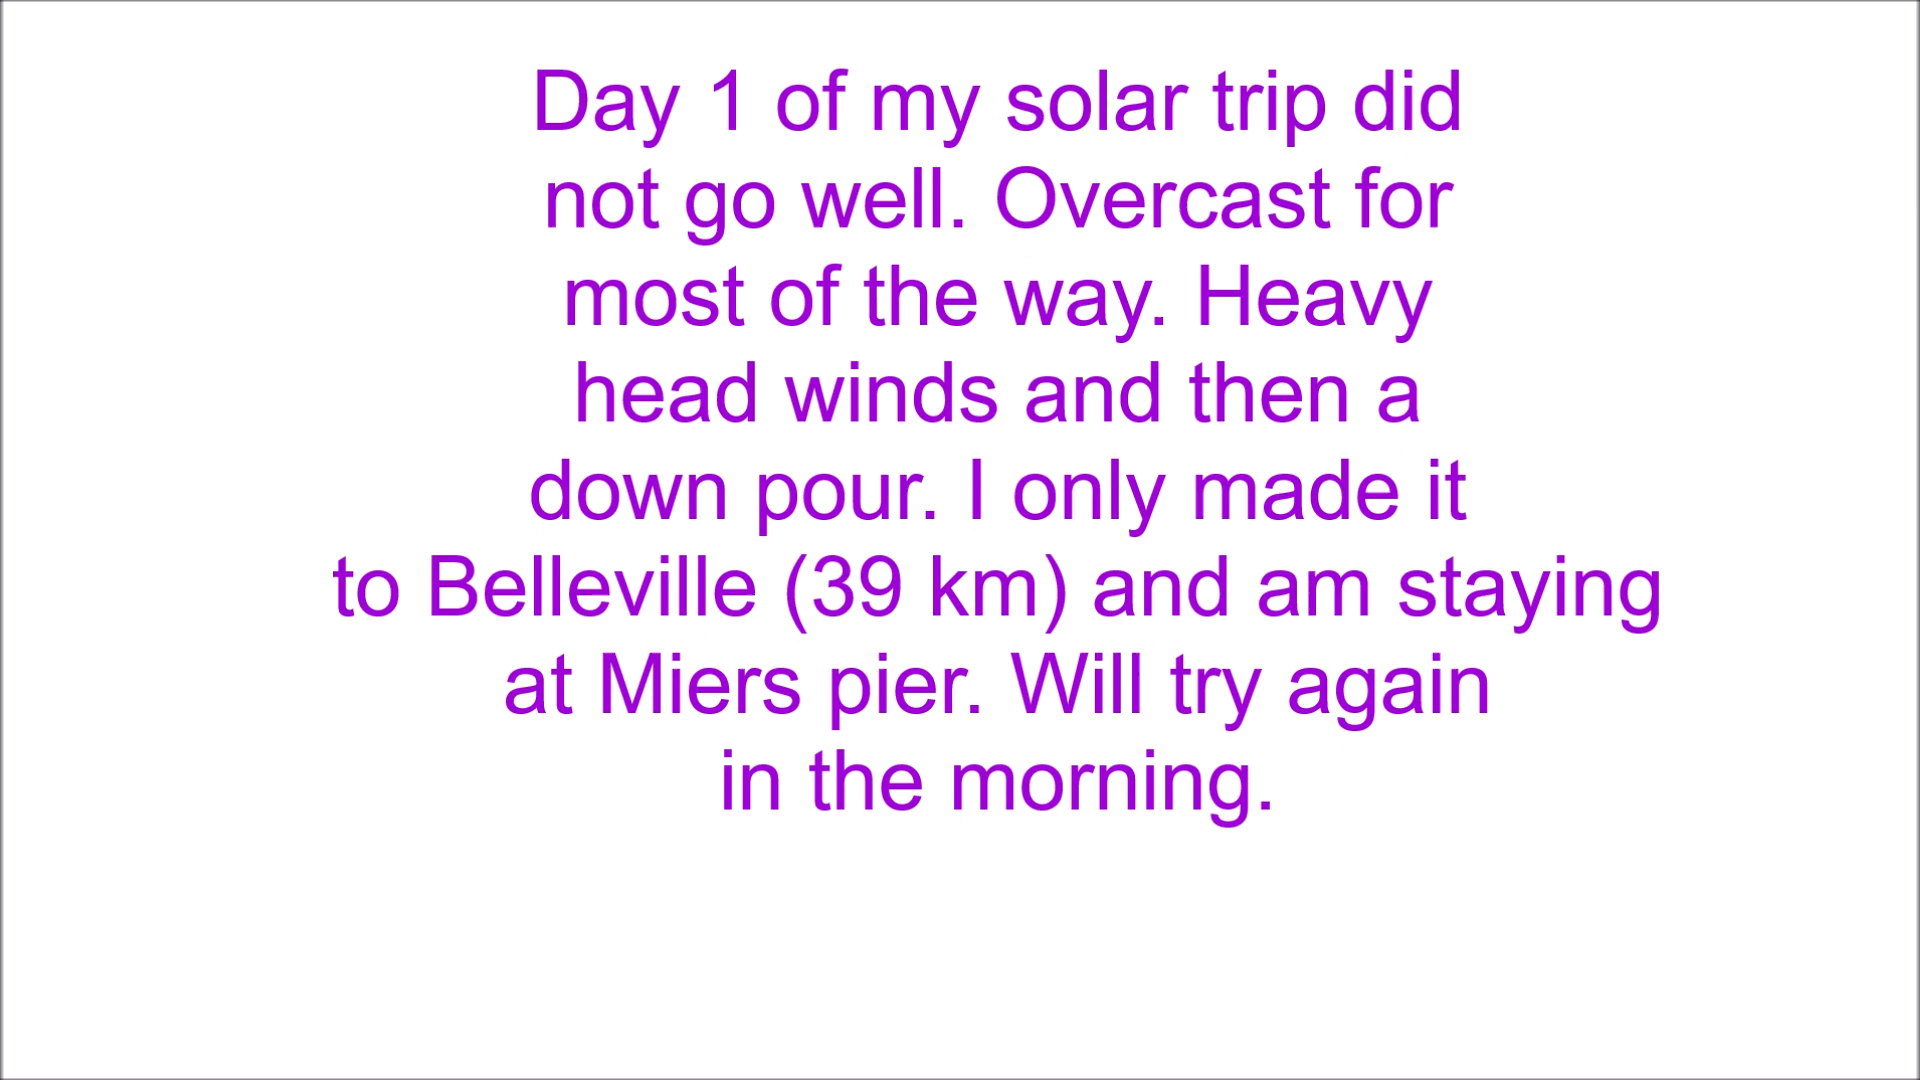 Day 1 of my solar trip did
not go well. Overcast for
most of the way. Heavy
head winds and then a
down pour. I only made it
to Belleville (39 km) and am staying
at Miers pier. Will try again
in the morning.